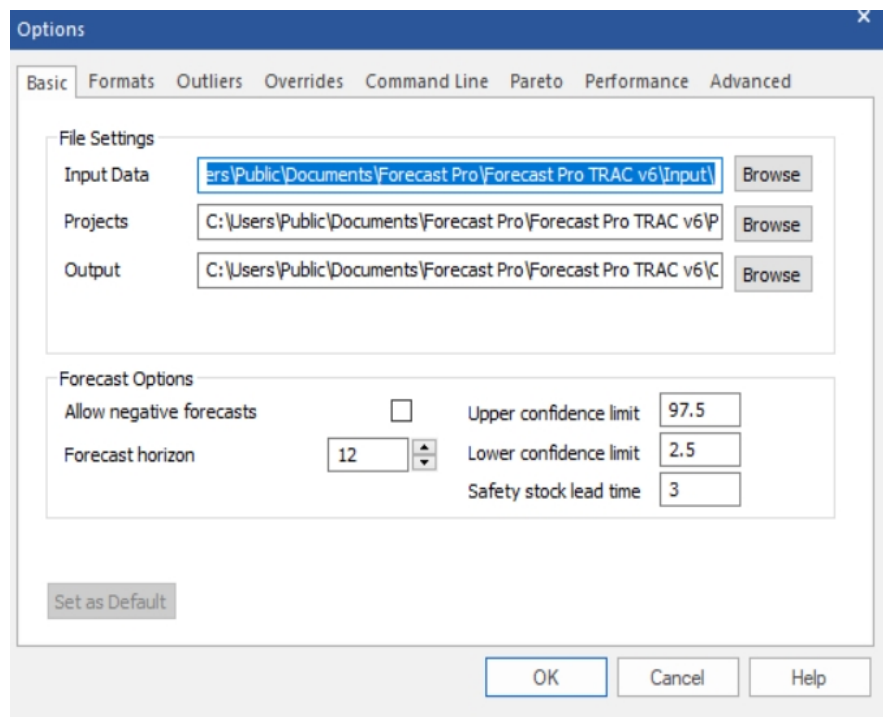 Options
Basic Formats Outliers Overrides Command Line Pareto Performance Advanced
File Settings
Input Data ers\Public\Documents\Forecast Pro\Forecast Pro TRAC v6\Input\ Browse
Projects C:\Users\Public\Documents\Forecast Pro\Forecast Pro TRAC v6\P Browse
Output C:\Users\Public\Documents\Forecast Pro\Forecast Pro TRAC v6\ Browse
Forecast Options
Allow negative forecasts Upper confidence limit 97.5
Forecast horizon 12 Lower confidence limit 2.5
Safety stock lead time 3
Set as Default
OK Cancel Help